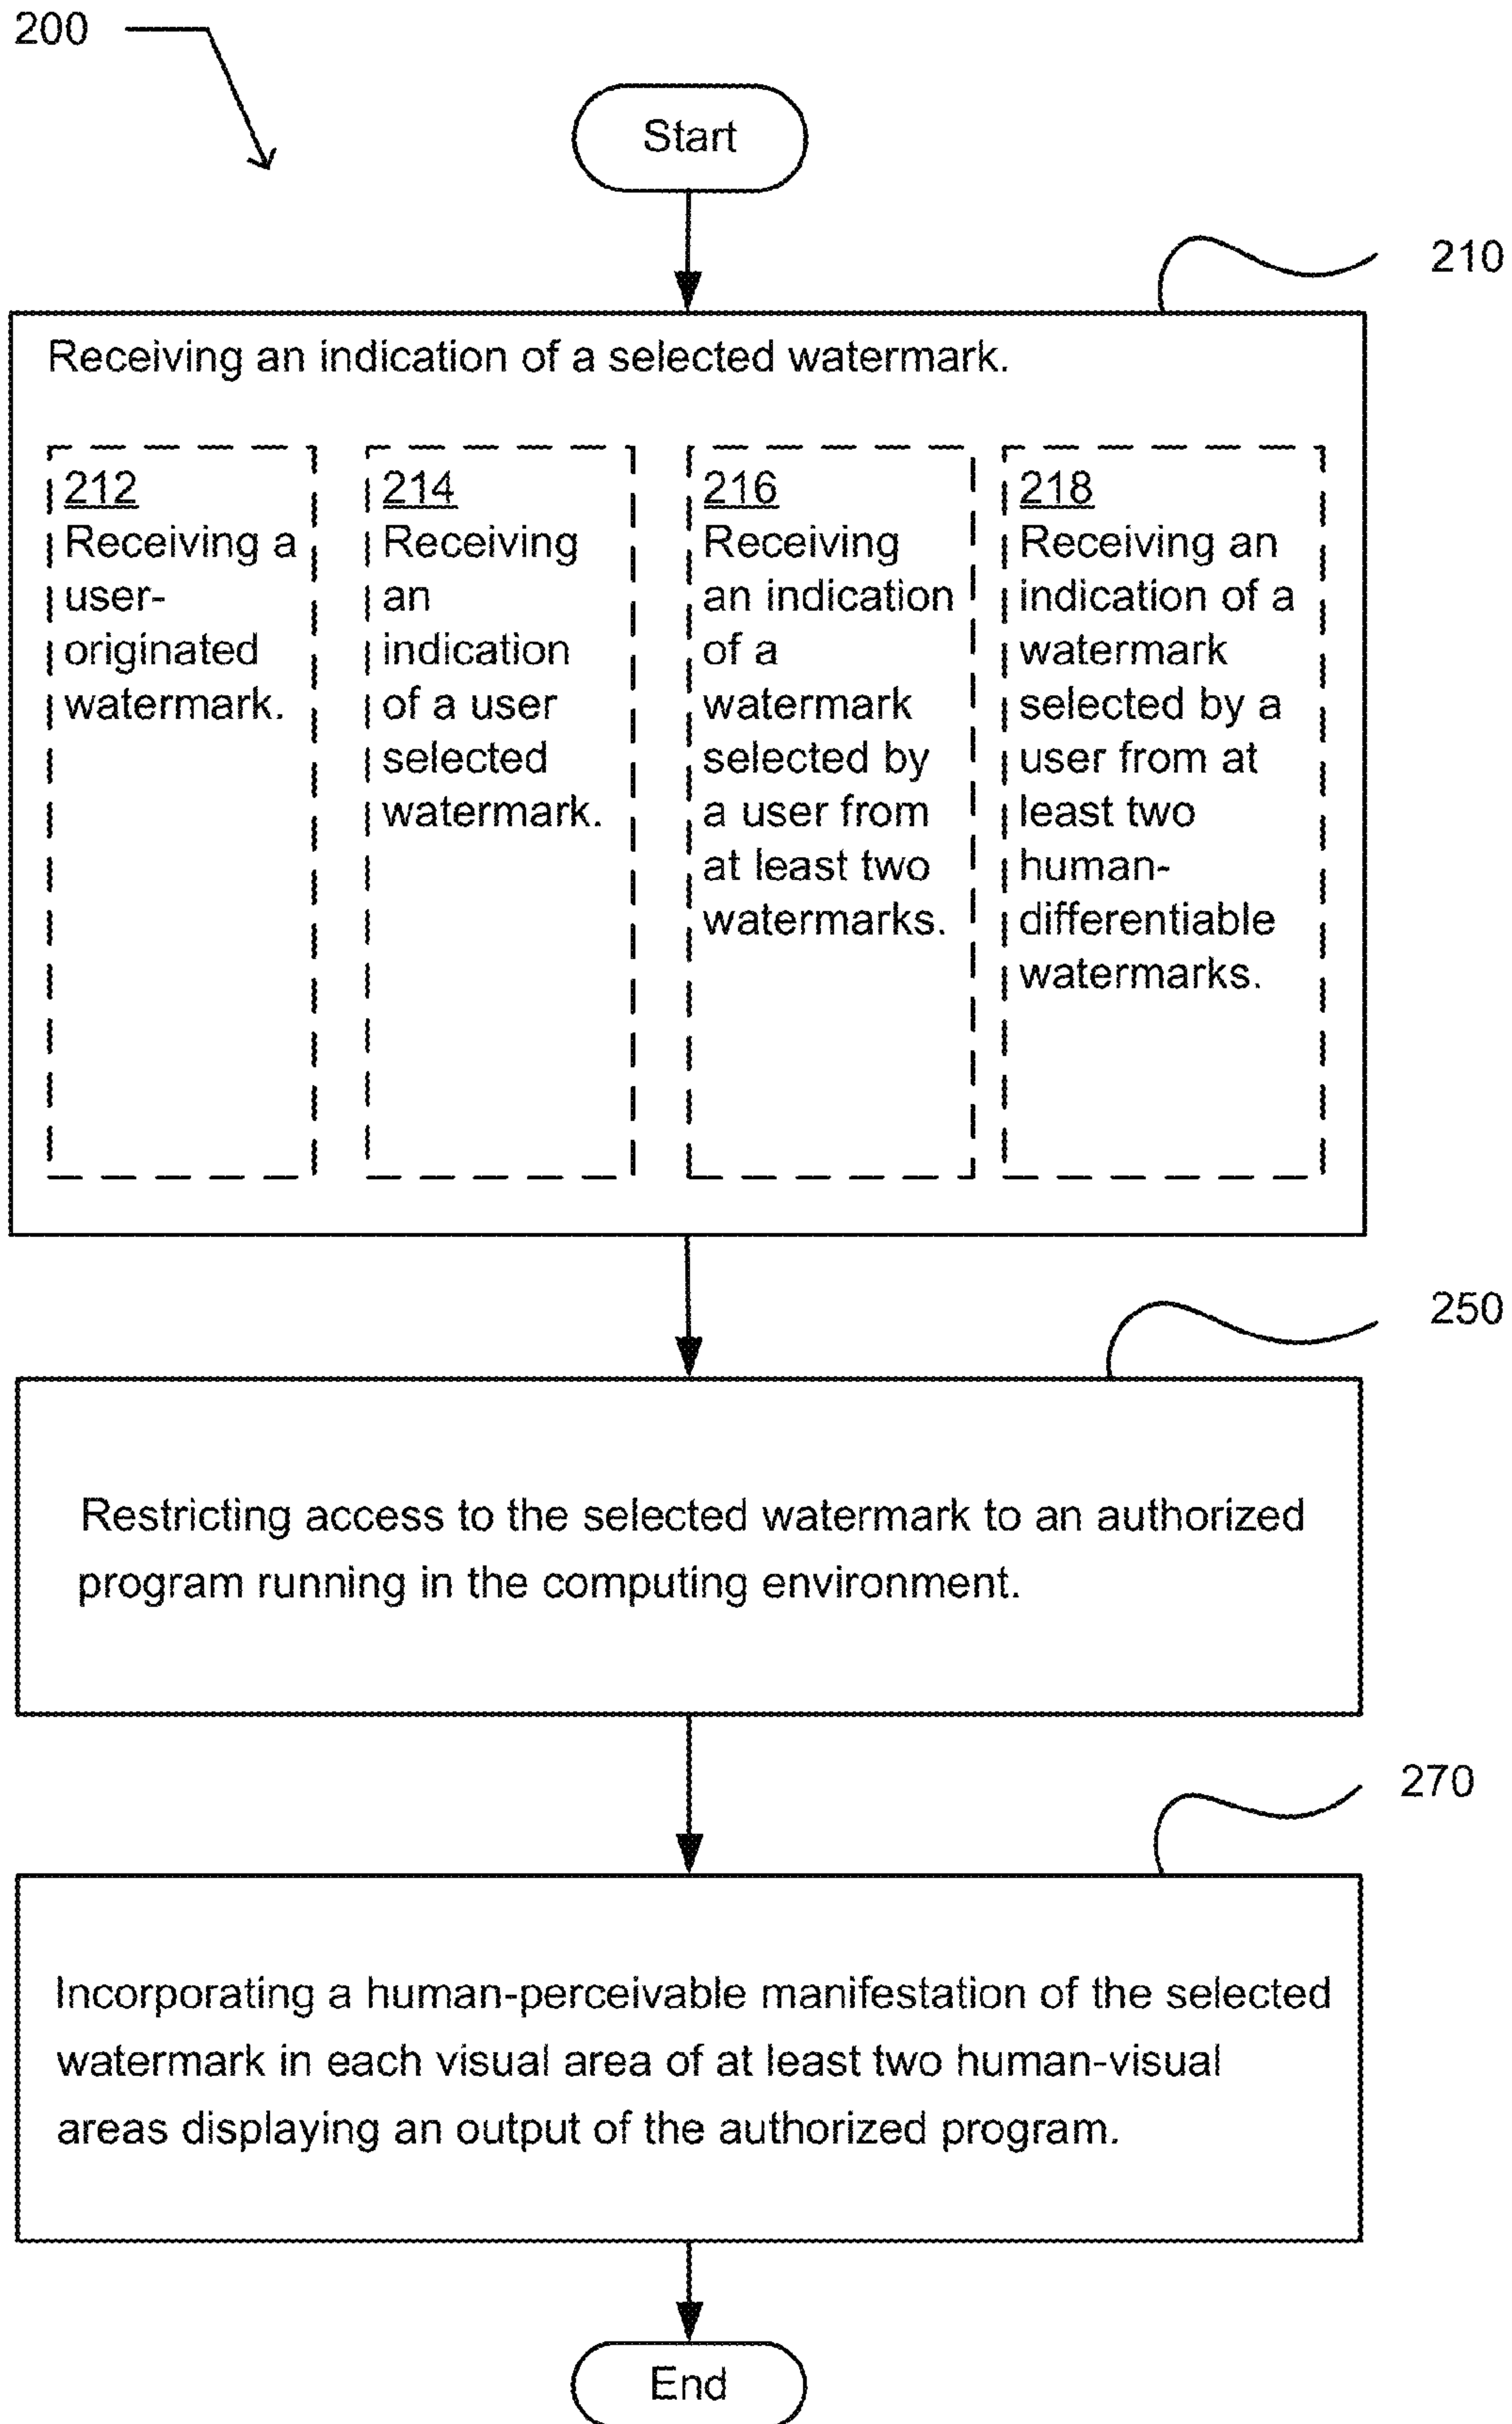 200
Start
210
Receiving an indication of a selected watermark.
212
Receiving a
user-
originated
watermark.
214
Receiving
an
indication
of a user
selected
watermark.
216
Receiving
an indication
of a
watermark
selected by
a user from
at least two
watermarks.
218
Receiving an
indication of a
watermark
selected by a
user from at
least two
human-
differentiable
watermarks.
250
Restricting access to the selected watermark to an authorized
program running in the computing environment.
270
Incorporating a human-perceivable manifestation of the selected
watermark in each visual area of at least two human-visual
areas displaying an output of the authorized program.
End